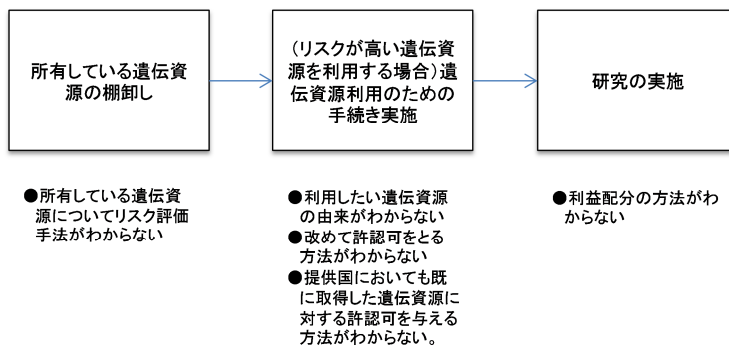 所有している遺伝資
源の棚卸し
（リスクが高い遺伝資
源を利用する場合）遺
伝資源利用のための
手続き実施
研究の実施
●所有している遺伝資
源についてリスク評価
手法がわからない
●利用したい遺伝資源
の由来がわからない
●改めて許認可をとる
方法がわからない
●提供国においても既
に取得した遺伝資源に
対する許認可を与える
方法がわからない。
●利益配分の方法がわ
からない